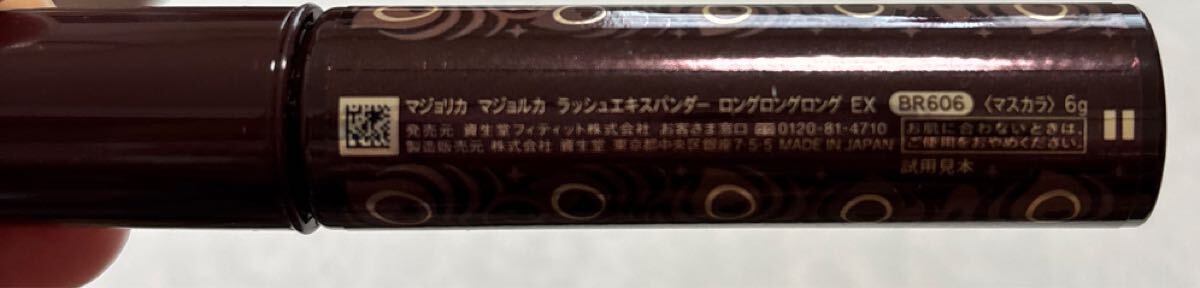 マジョリカ マジョルカ ラッシュエキスパンダー ロングロングロング EX BR606 〈マスカラ〉 6g
発売元 資生堂フィティット株式会社 お客さま窓口 0120-81-4710
製造販売元 株式会社 資生堂 東京都中央区銀座7-5-5 MADE IN JAPAN
お肌に合わないときは、
ご使用をおやめください。
試用見本